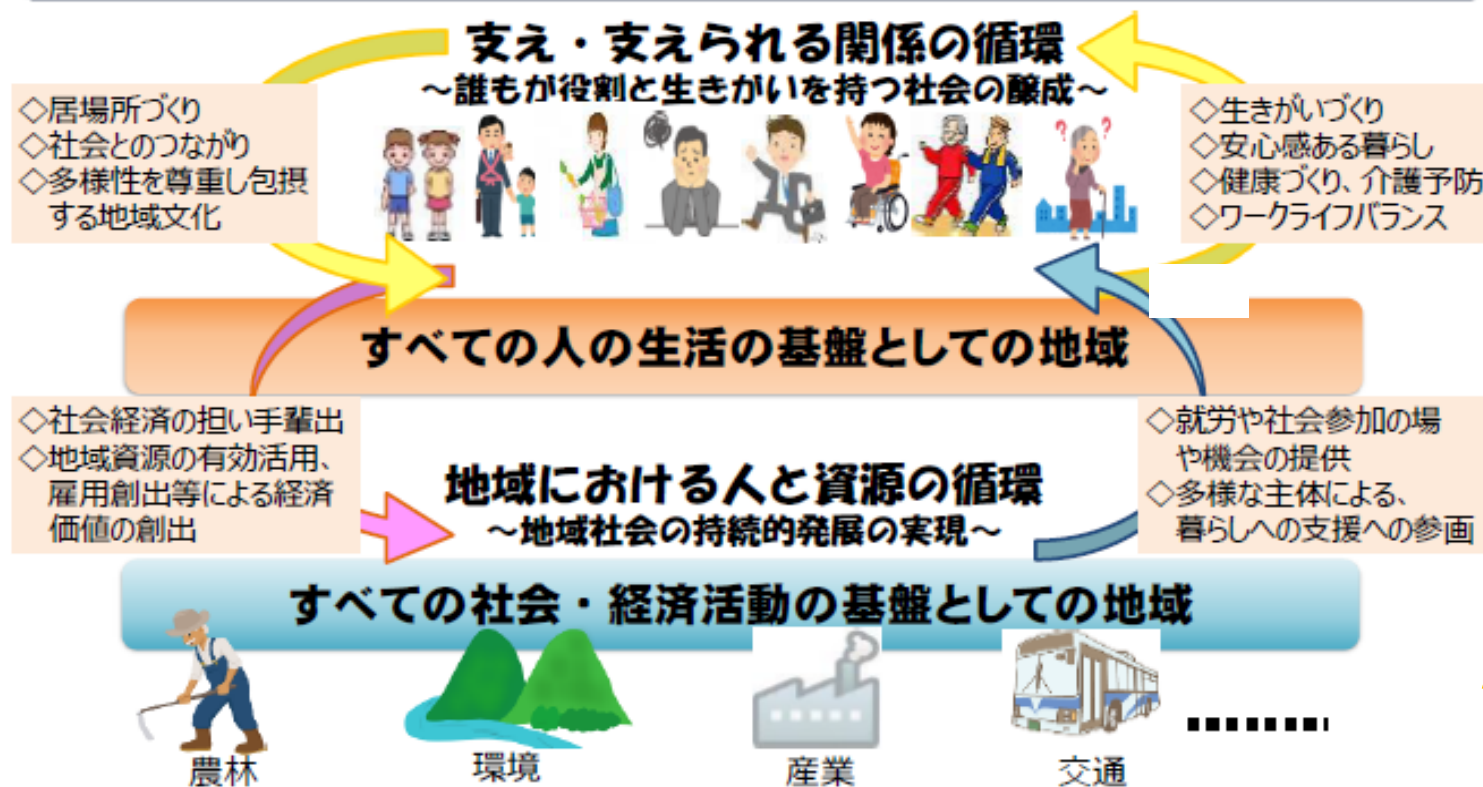 支え・支えられる関係の循環
～誰もが役割と生きがいを持つ社会の醸成～
◇居場所づくり
◇社会とのつながり
◇多様性を尊重し包摂
する地域文化
◇生きがいづくり
◇安心感ある暮らし
◇健康づくり、介護予防
◇ワークライフバランス
? ?
すべての人の生活の基盤としての地域
◇社会経済の担い手輩出
◇地域資源の有効活用、
雇用創出等による経済
価値の創出
地域における人と資源の循環
～地域社会の持続的発展の実現～
◇就労や社会参加の場
や機会の提供
◇多様な主体による、
暮らしへの支援への参画
すべての社会・経済活動の基盤としての地域
農林
環境
産業
交通